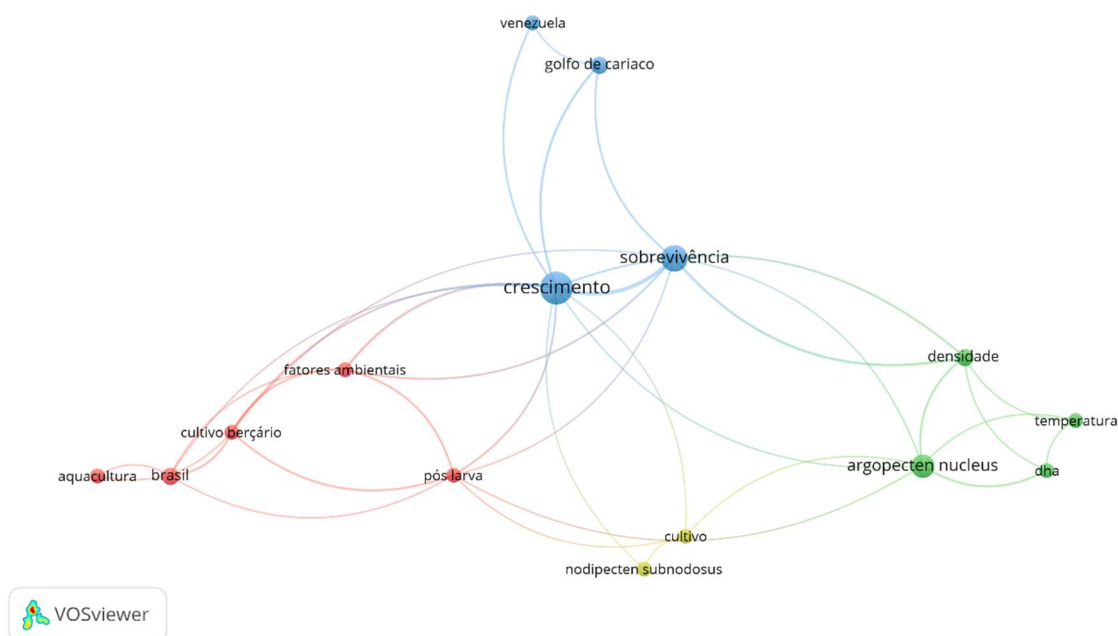 venezuela
golfo de cariaco
sobrevivência
crescimento
densidade
fatores ambientais
temperatura
cultivo berçário
argopecten nucleus
dha
aquacultura
brasil
pós larva
cultivo
nodipecten subnodosus
VOSviewer